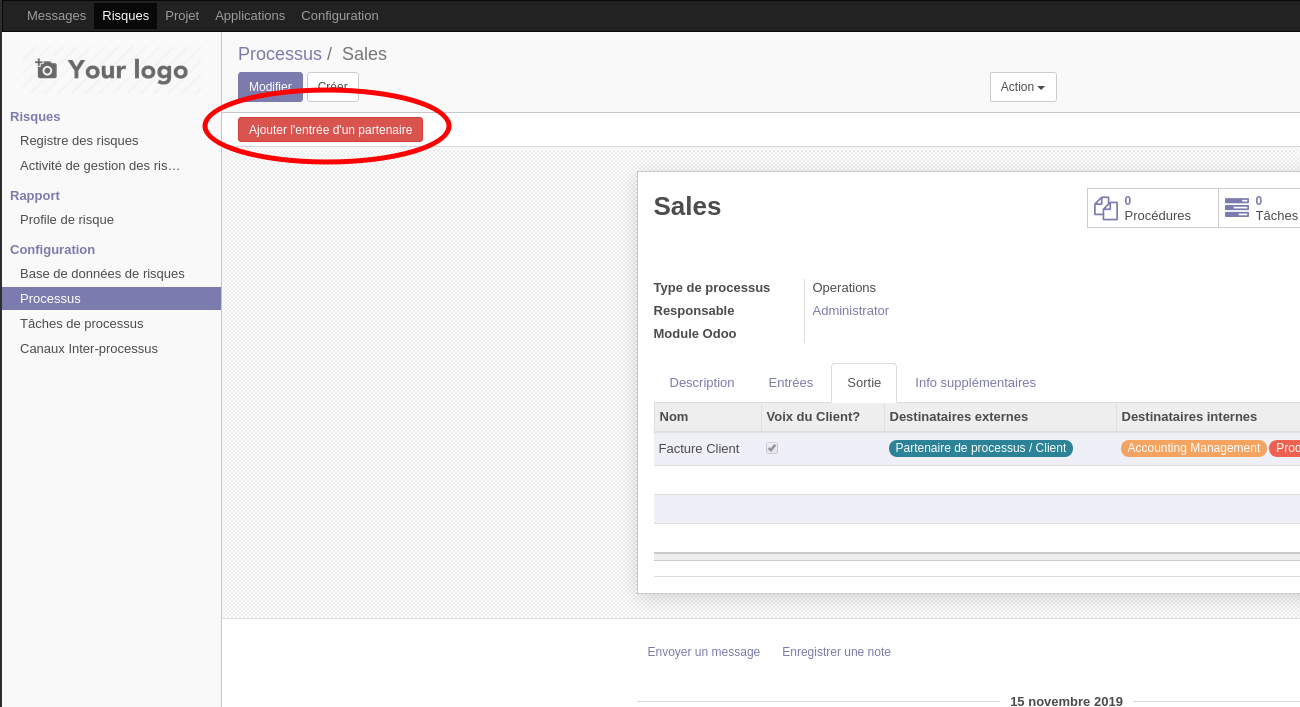 Messages Risques Projet Applications Configuration
Your logo
Processus / Sales
Modifier Créer
Action
Ajouter l'entrée d'un partenaire
Risques
Registre des risques
Activité de gestion des ris…
Rapport
Profile de risque
Configuration
Base de données de risques
Processus
Tâches de processus
Canaux Inter-processus
Sales
0
Procédures
0
Tâches
Type de processus Operations
Responsable Administrator
Module Odoo
Description Entrées Sortie Info supplémentaires
Nom Voix du Client? Destinataires externes Destinataires internes
Facture Client Partenaire de processus / Client Accounting Management
Envoyer un message Enregistrer une note
15 novembre 2019